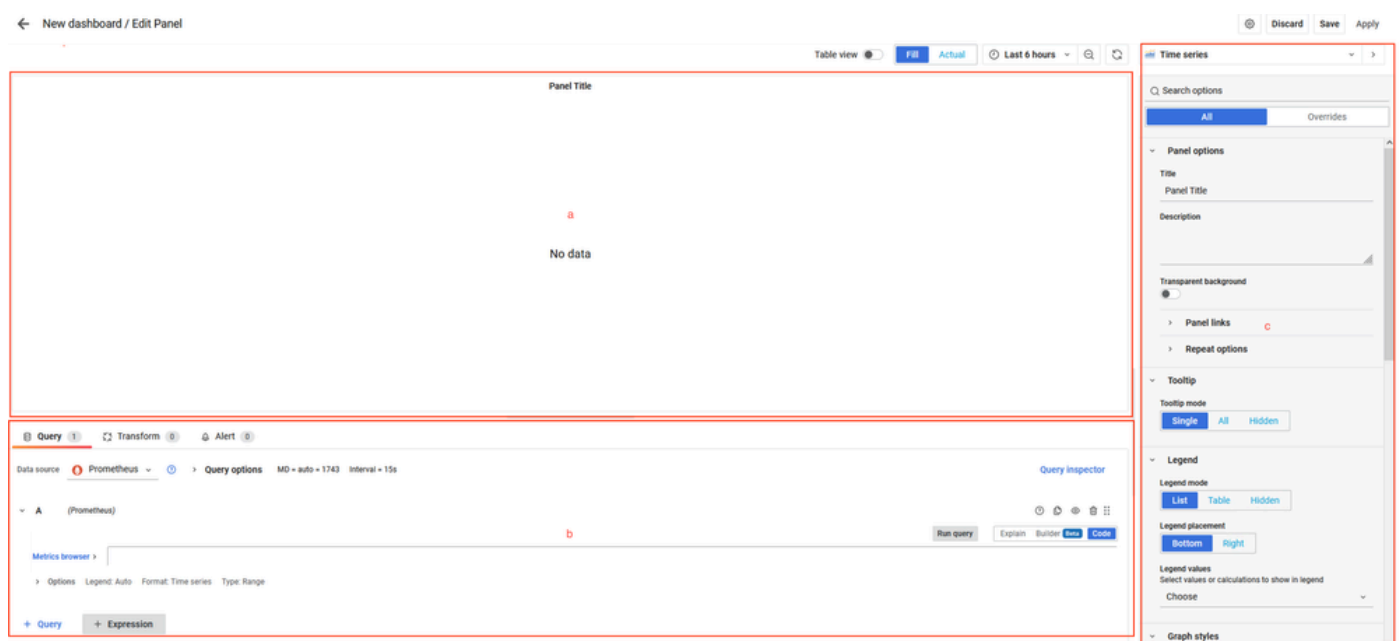 New dashboard / Edit Panel
Discard Save Apply
Table view Fill Actual Last 6 hours
Time series
Panel Title
a
No data
Search options
All Overrides
Panel options
Title
Panel Title
Description
Transparent background
Panel links
c
Repeat options
Tooltip
Tooltip mode
Single All Hidden
Legend
Legend mode
List Table Hidden
Legend placement
Bottom Right
Legend values
Select values or calculations to show in legend
Choose
Graph styles
Query 1 Transform 0 Alert 0
Data source Prometheus Query options MD = auto = 1743 Interval = 15s Query inspector
A (Prometheus)
b
Run query Explain Builder Beta Code
Metrics browser >
Options Legend: Auto Format: Time series Type: Range
+ Query + Expression